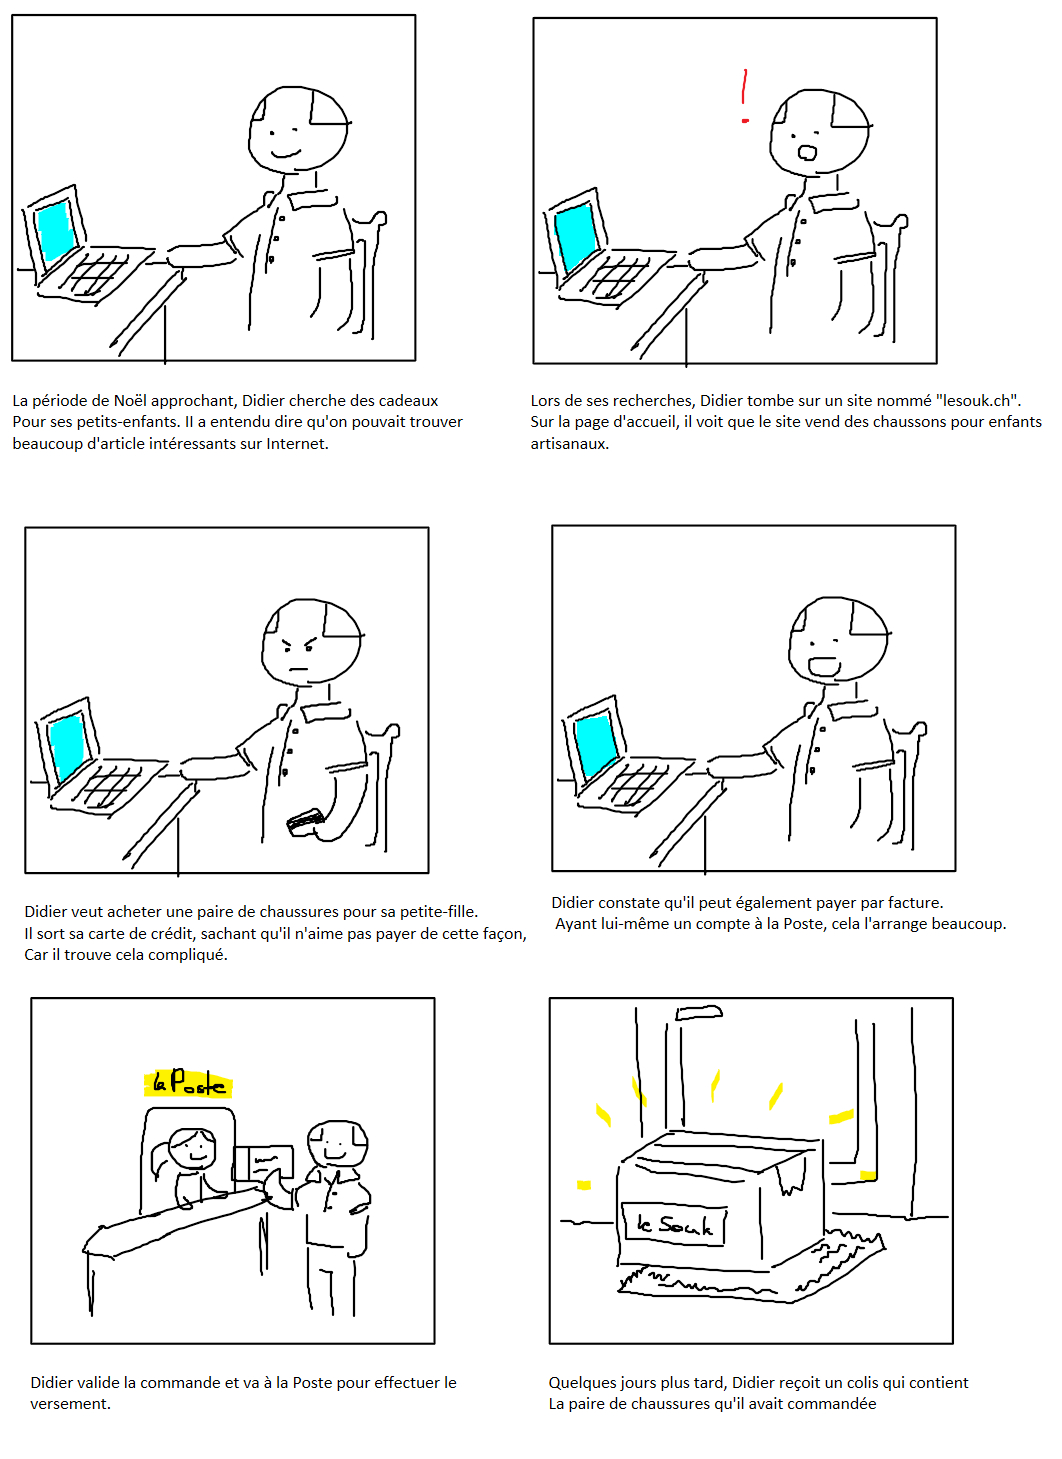 La période de Noël approchant, Didier cherche des cadeaux
Pour ses petits-enfants. Il a entendu dire qu'on pouvait trouver
beaucoup d'article intéressants sur Internet.
!
Lors de ses recherches, Didier tombe sur un site nommé "lesouk.ch".
Sur la page d'accueil, il voit que le site vend des chaussons pour enfants
artisanaux.
Didier veut acheter une paire de chaussures pour sa petite-fille.
Il sort sa carte de crédit, sachant qu'il n'aime pas payer de cette façon,
Car il trouve cela compliqué.
Didier constate qu'il peut également payer par facture.
Ayant lui-même un compte à la Poste, cela l'arrange beaucoup.
la Poste
Didier valide la commande et va à la Poste pour effectuer le
versement.
le Souk
Quelques jours plus tard, Didier reçoit un colis qui contient
La paire de chaussures qu'il avait commandée